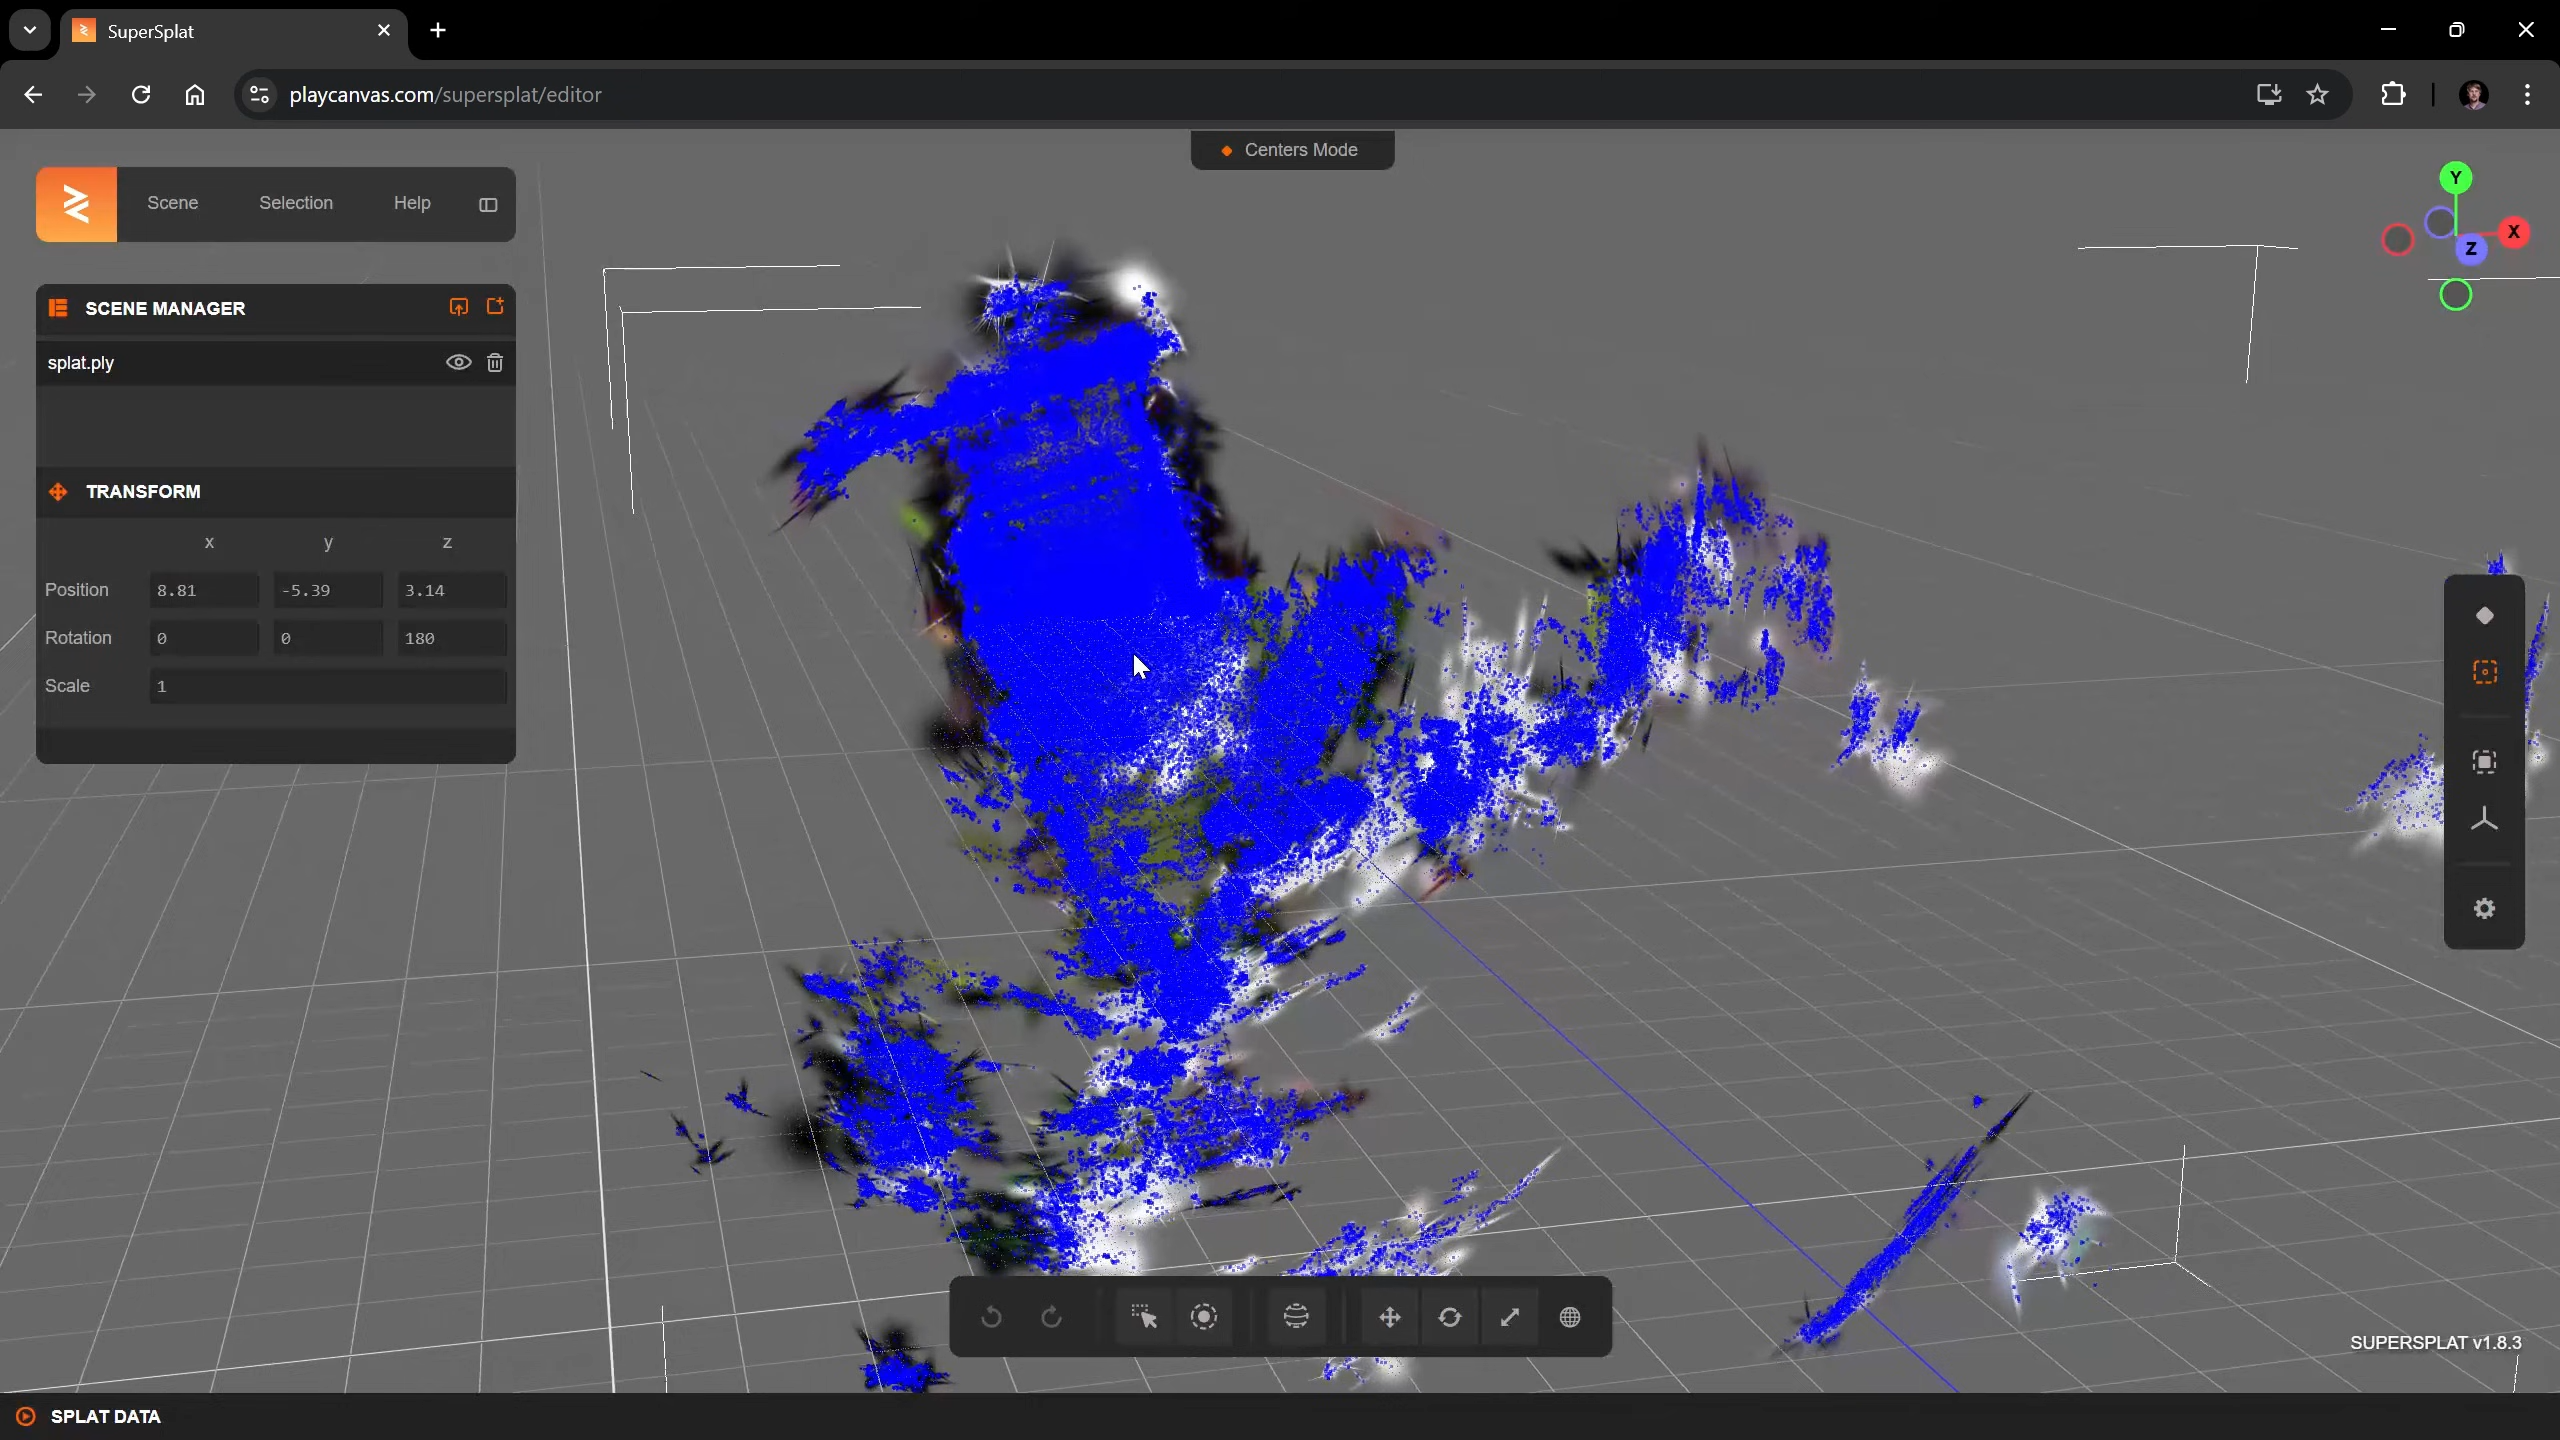 SuperSplat
playcanvas.com/supersplat/editor
Centers Mode
Scene Selection Help
Y
X
Z
SCENE MANAGER
splat.ply
TRANSFORM
x y z
Position 8.81 -5.39 3.14
Rotation 0 0 180
Scale 1
SUPERSPLAT v1.8.3
SPLAT DATA